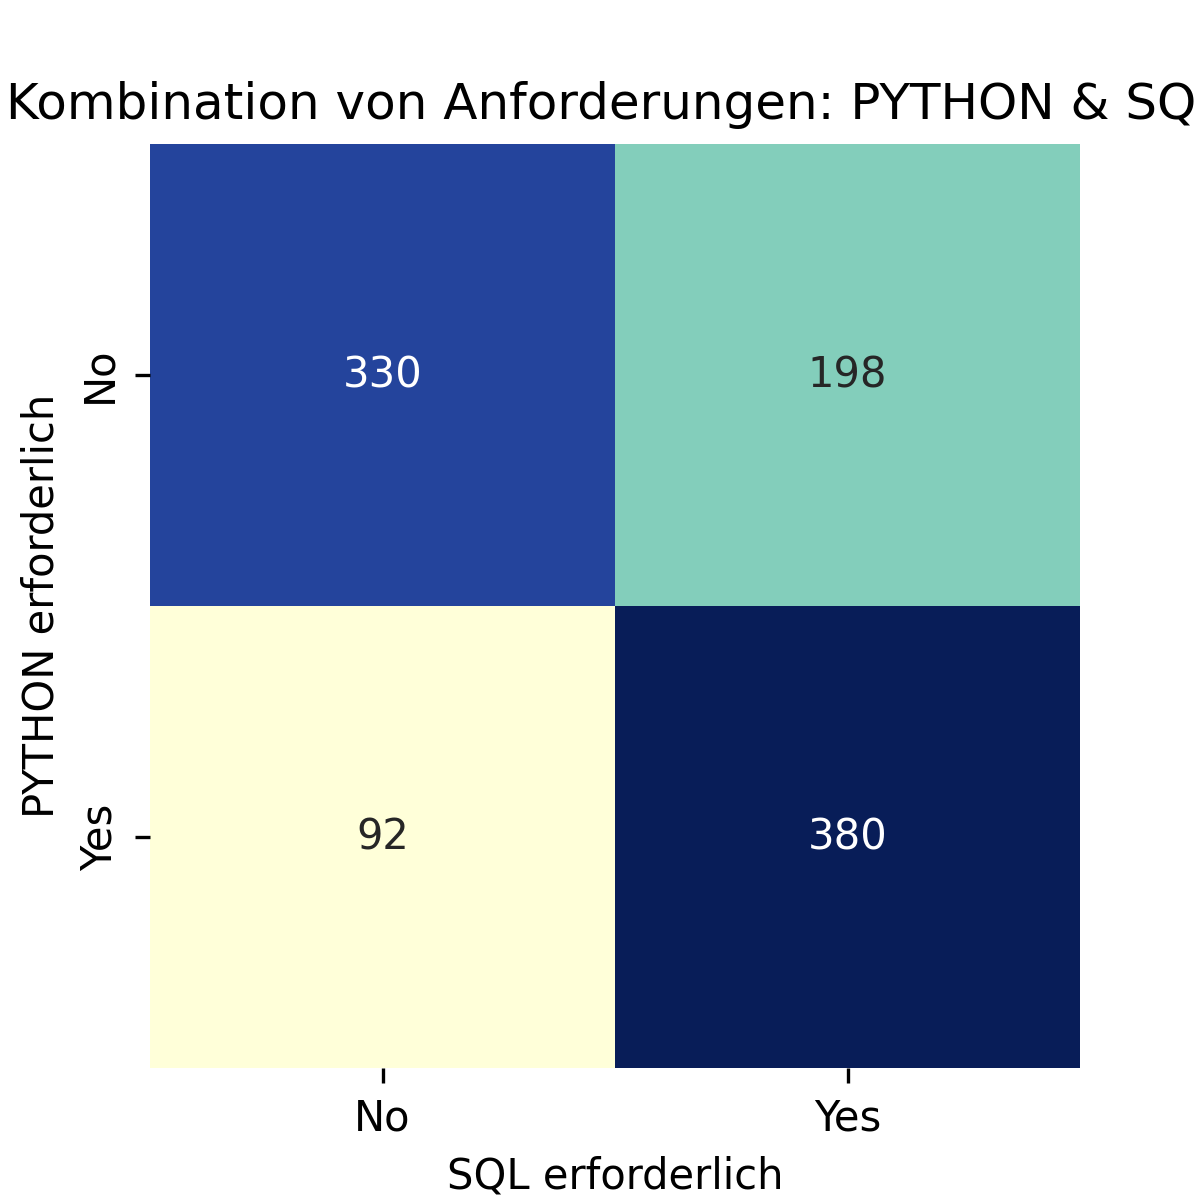 Kombination von Anforderungen: PYTHON & SQ
330
198
92
380
No
Yes
PYTHON erforderlich
No
Yes
SQL erforderlich